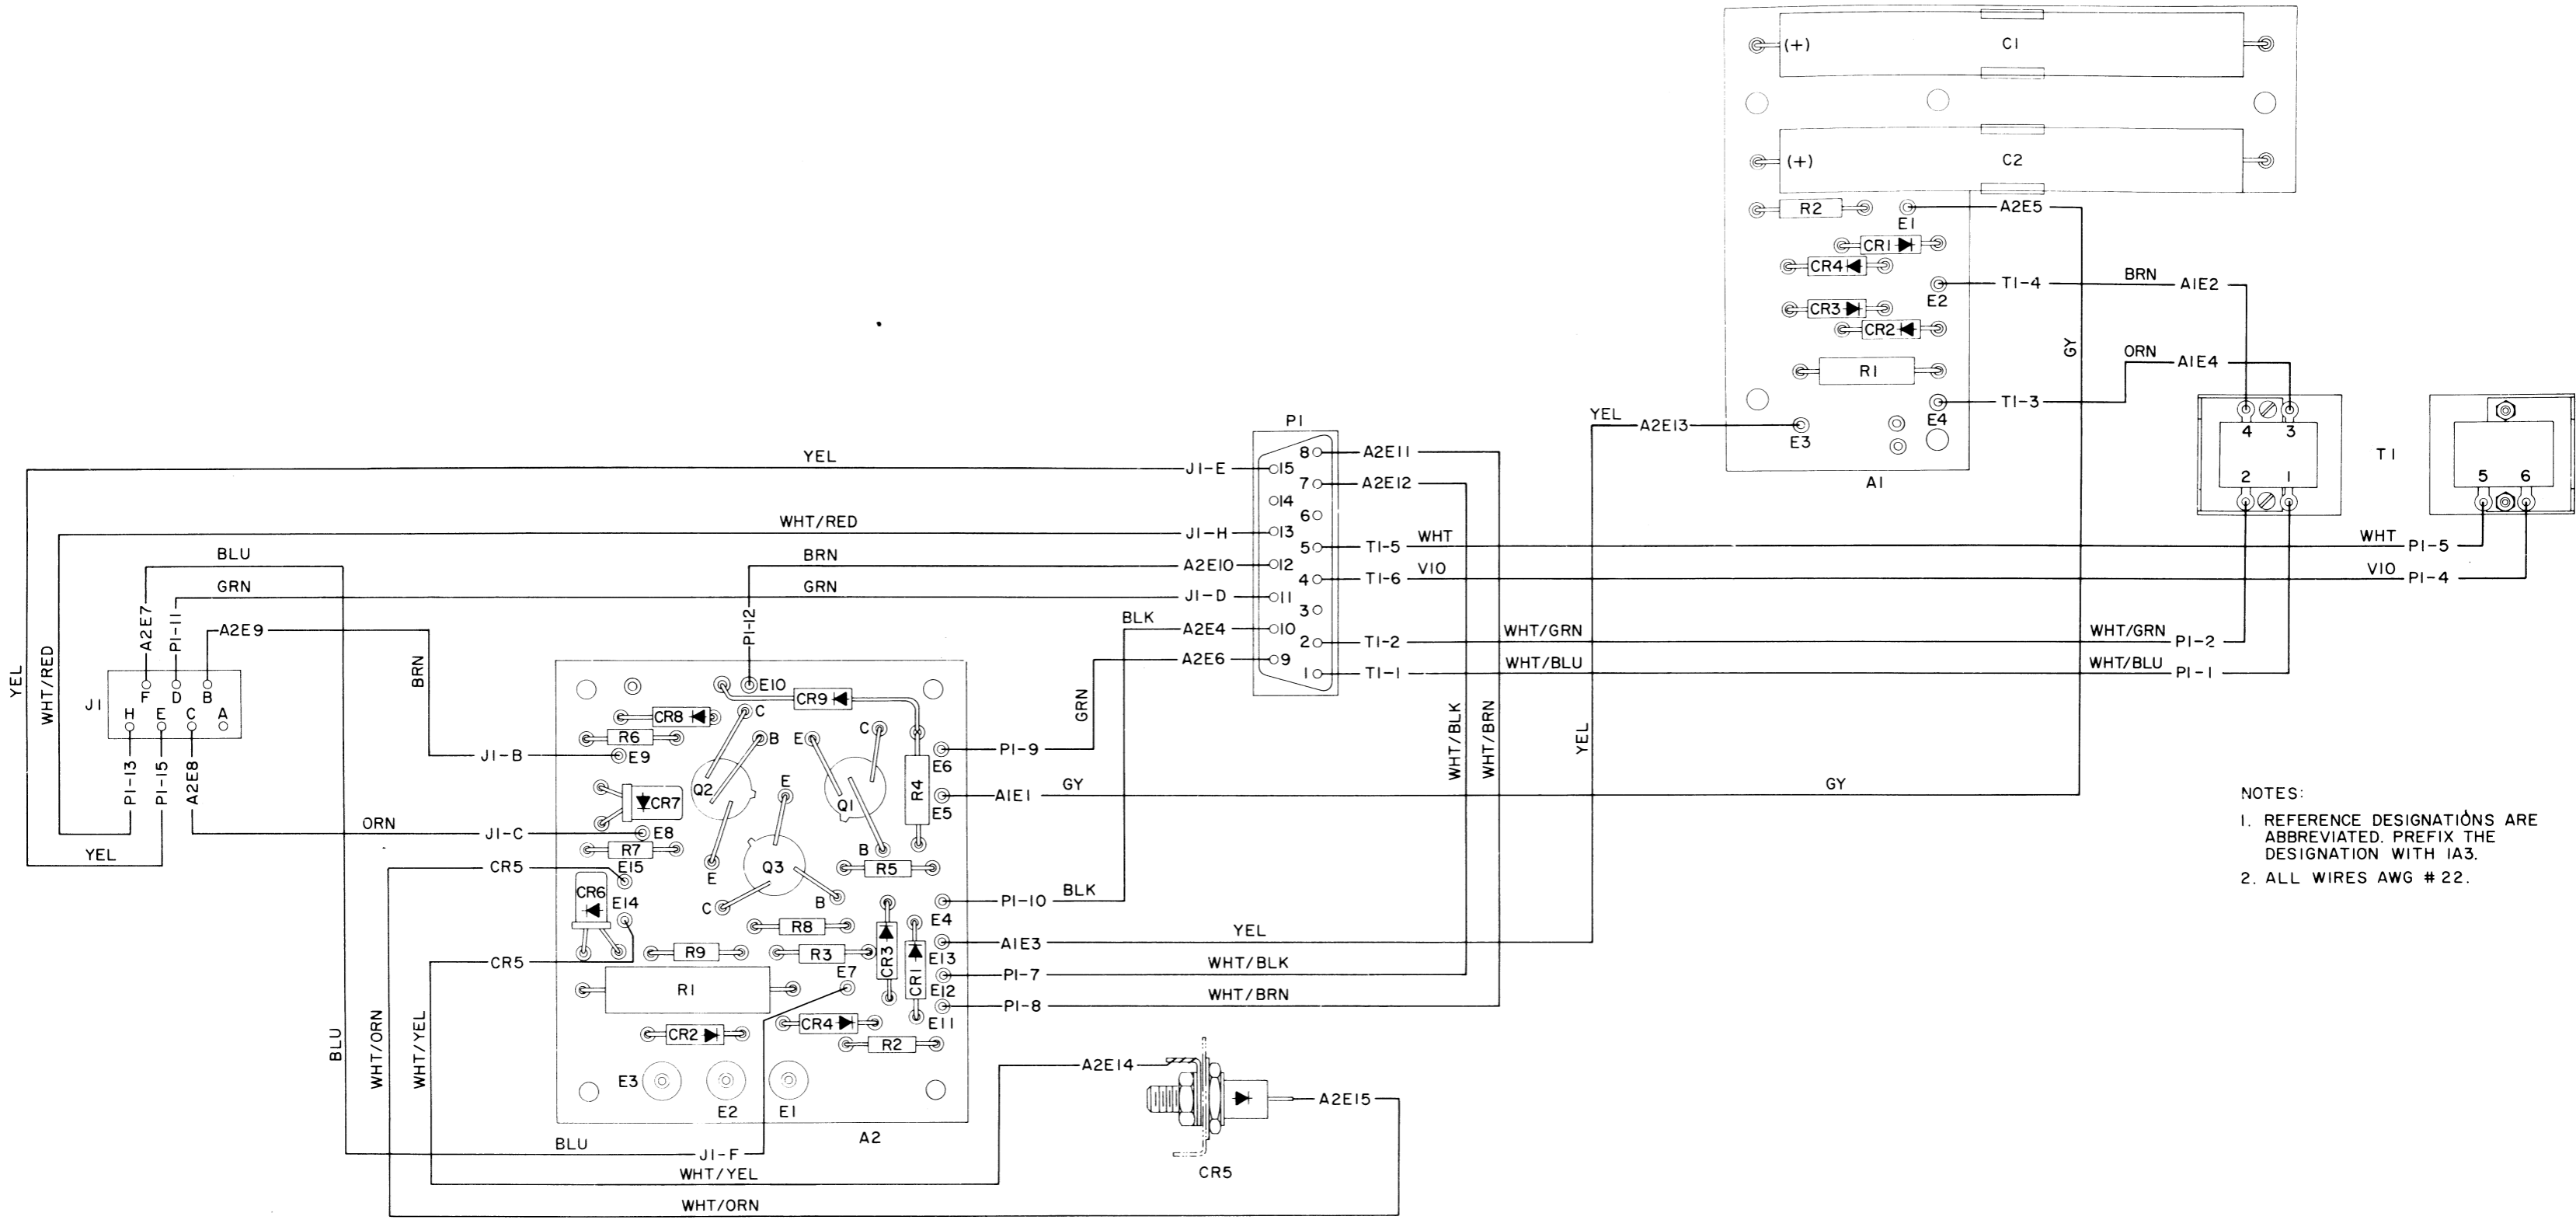 (+)
C1
(+)
C2
R2
E1
A2E5
CR1
CR4
E2
T1-4
BRN
A1E2
CR3
CR2
GY
R1
ORN
A1E4
T1-3
E4
YEL
A2E13
E3
A1
4
3
2
1
T1
5
6
P1
YEL
J1-E
15
8
A2E11
7
A2E12
14
6
WHT/RED
J1-H
13
5
T1-5
WHT
WHT
P1-5
BLU
BRN
A2E10
12
4
T1-6
VIO
VIO
P1-4
GRN
GRN
J1-D
11
3
BLK
A2E4
10
2
T1-2
WHT/GRN
WHT/GRN
P1-2
A2E6
9
1
T1-1
WHT/BLU
WHT/BLU
P1-1
A2E7
P1-11
A2E9
P1-12
YEL
WHT/RED
BRN
GRN
J1
F
D
B
H
E
C
A
P1-13
P1-15
A2E8
E10
CR9
CR8
C
R6
B
E
C
J1-B
E9
P1-9
E6
WHT/BLK
WHT/BRN
YEL
Q2
CR7
E
Q1
R4
A1E1
GY
GY
E5
ORN
J1-C
E8
R7
B
YEL
CR5
E15
E
Q3
R5
CR6
E14
C
B
P1-10
BLK
E4
R8
CR3
CR1
A1E3
YEL
E13
CR5
R9
R3
E7
P1-7
WHT/BLK
E12
R1
P1-8
WHT/BRN
E11
CR4
CR2
R2
BLU
WHT/ORN
WHT/YEL
E3
E2
E1
A2
A2E14
A2E15
CR5
BLU
J1-F
WHT/YEL
WHT/ORN
NOTES:
1. REFERENCE DESIGNATIONS ARE
ABBREVIATED. PREFIX THE
DESIGNATION WITH 1A3.
2. ALL WIRES AWG # 22.